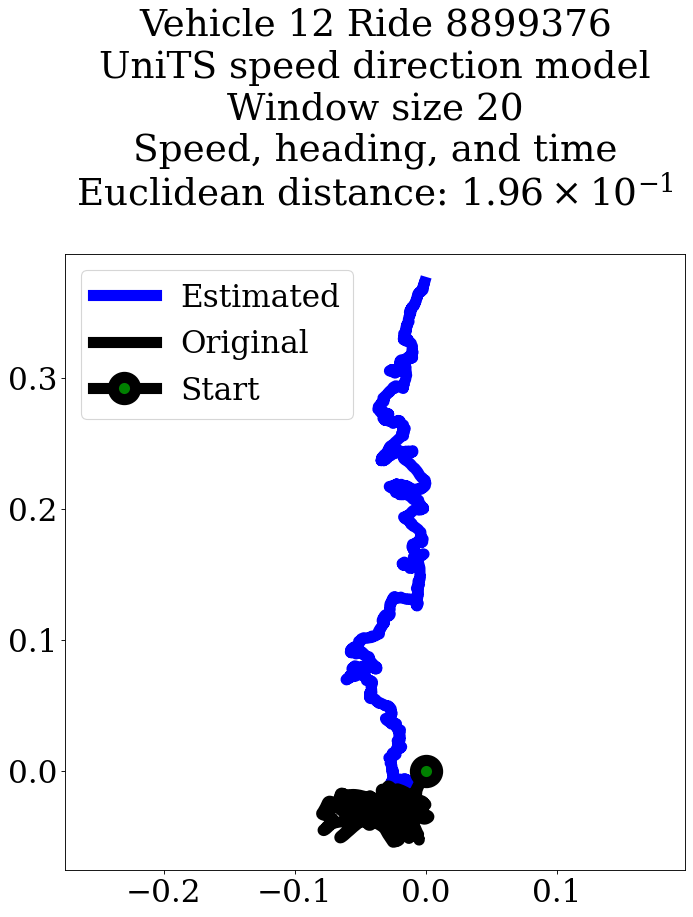 Vehicle 12 Ride 8899376
UniTS speed direction model
Window size 20
Speed, heading, and time
Euclidean distance: 1.96 × 10⁻¹
Estimated
Original
Start
0.3
0.2
0.1
0.0
−0.2
−0.1
0.0
0.1